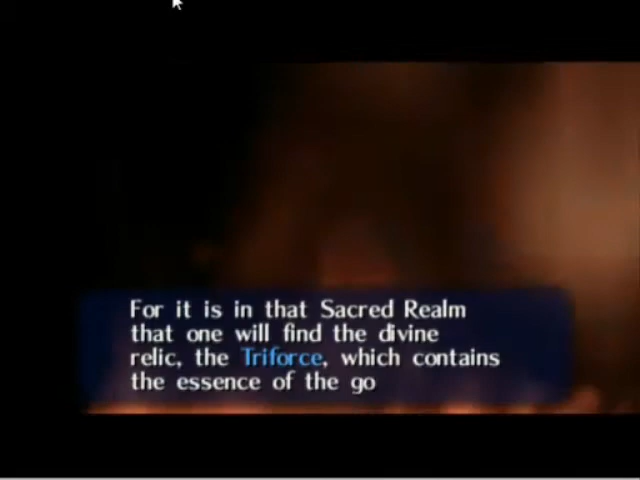 For it is in that Sacred Realm
that one will find the divine
relic, the Triforce, which contains
the essence of the go